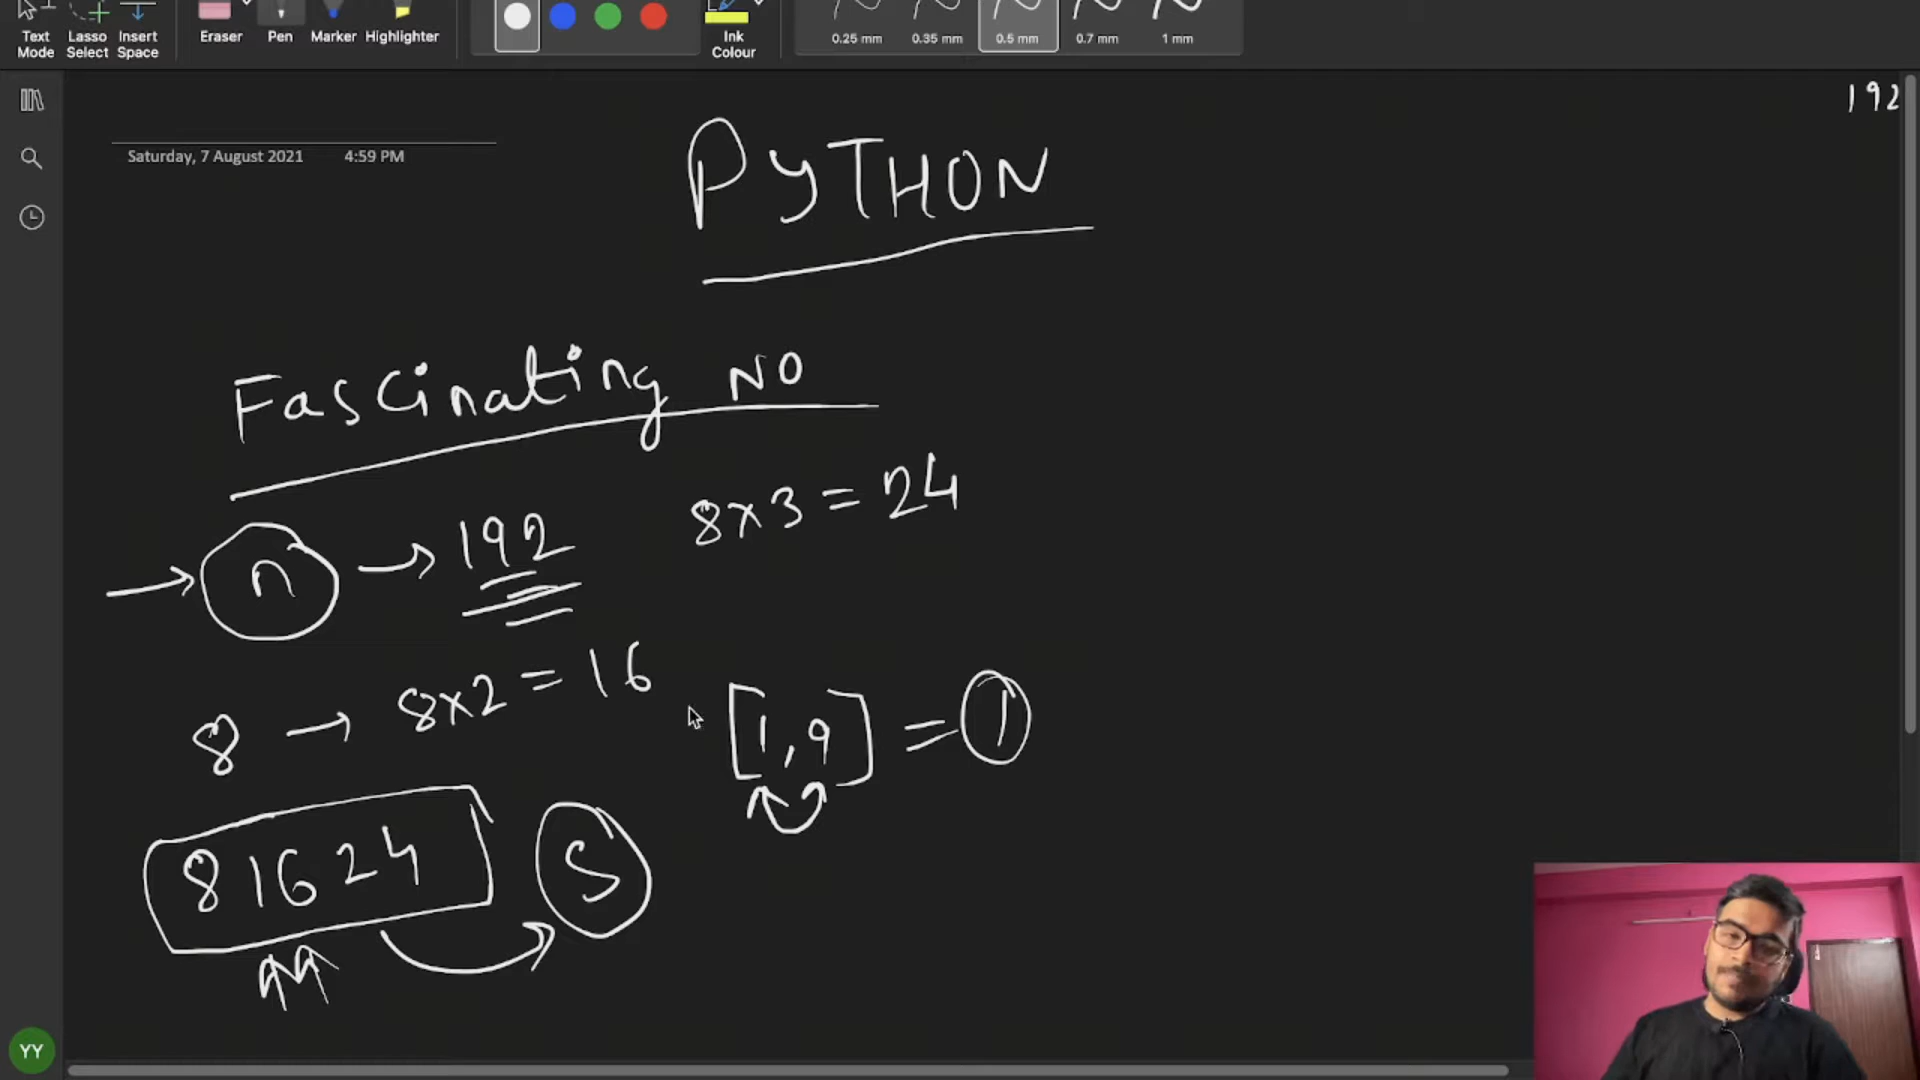 Text Mode
Lasso Select
Insert Space
Eraser
Pen
Marker
Highlighter
Ink Colour
0.25 mm
0.35 mm
0.5 mm
0.7 mm
1 mm
192
Saturday, 7 August 2021 4:59 PM
PYTHON
Fascinating NO
n → 192
8x3 = 24
8 → 8x2 = 16
[1,9] = 1
81624
S
YY